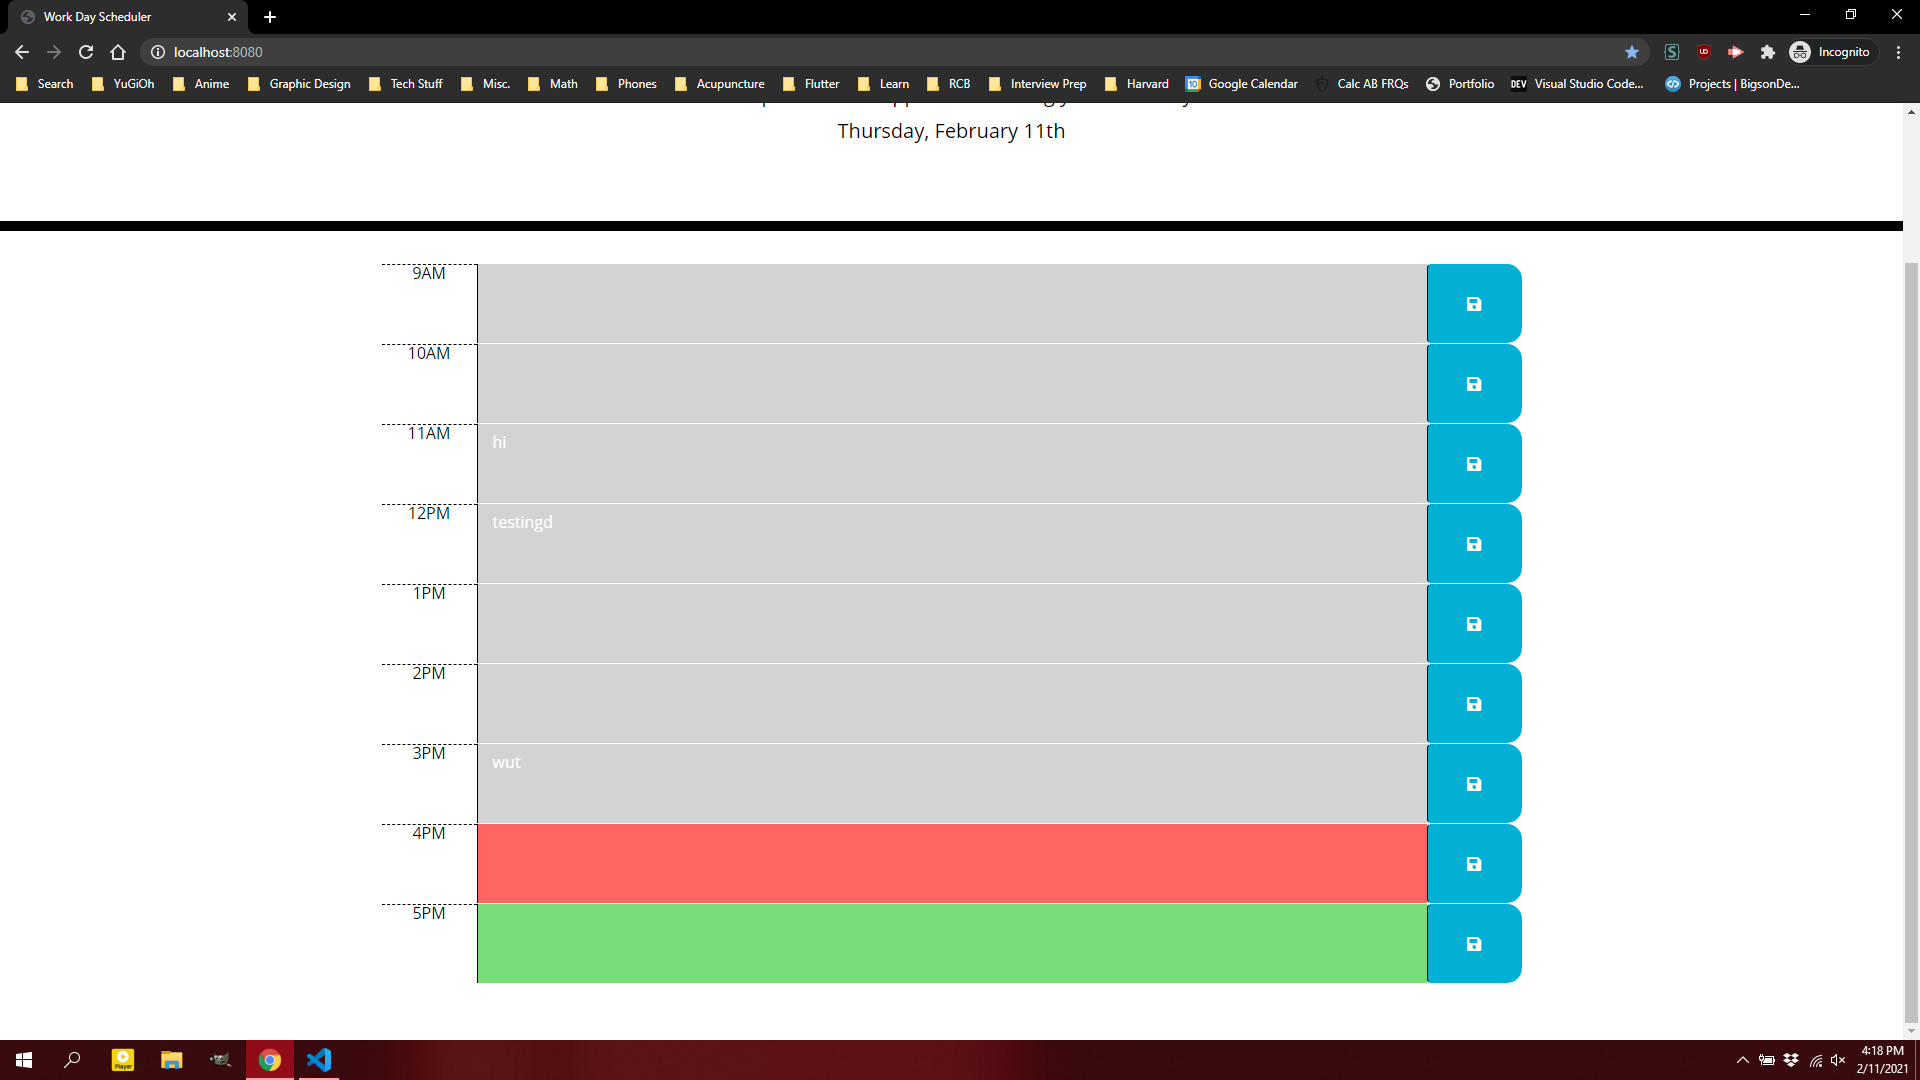 Work Day Scheduler
localhost:8080
Incognito
Search YuGiOh Anime Graphic Design Tech Stuff Misc. Math Phones Acupuncture Flutter Learn RCB Interview Prep Harvard Google Calendar Calc AB FRQs Portfolio DEV Visual Studio Code... Projects | BigsonDe...
Thursday, February 11th
9AM
10AM
11AM hi
12PM testingd
1PM
2PM
3PM wut
4PM
5PM
4:18 PM
2/11/2021